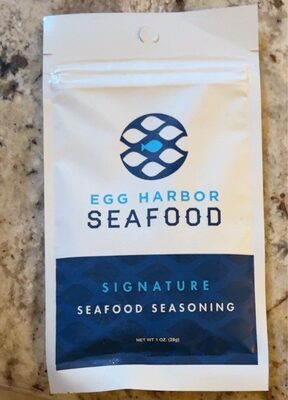 EGG HARBOR
SEAFOOD
SIGNATURE
SEAFOOD SEASONING
NET WT 1 OZ. (28g)